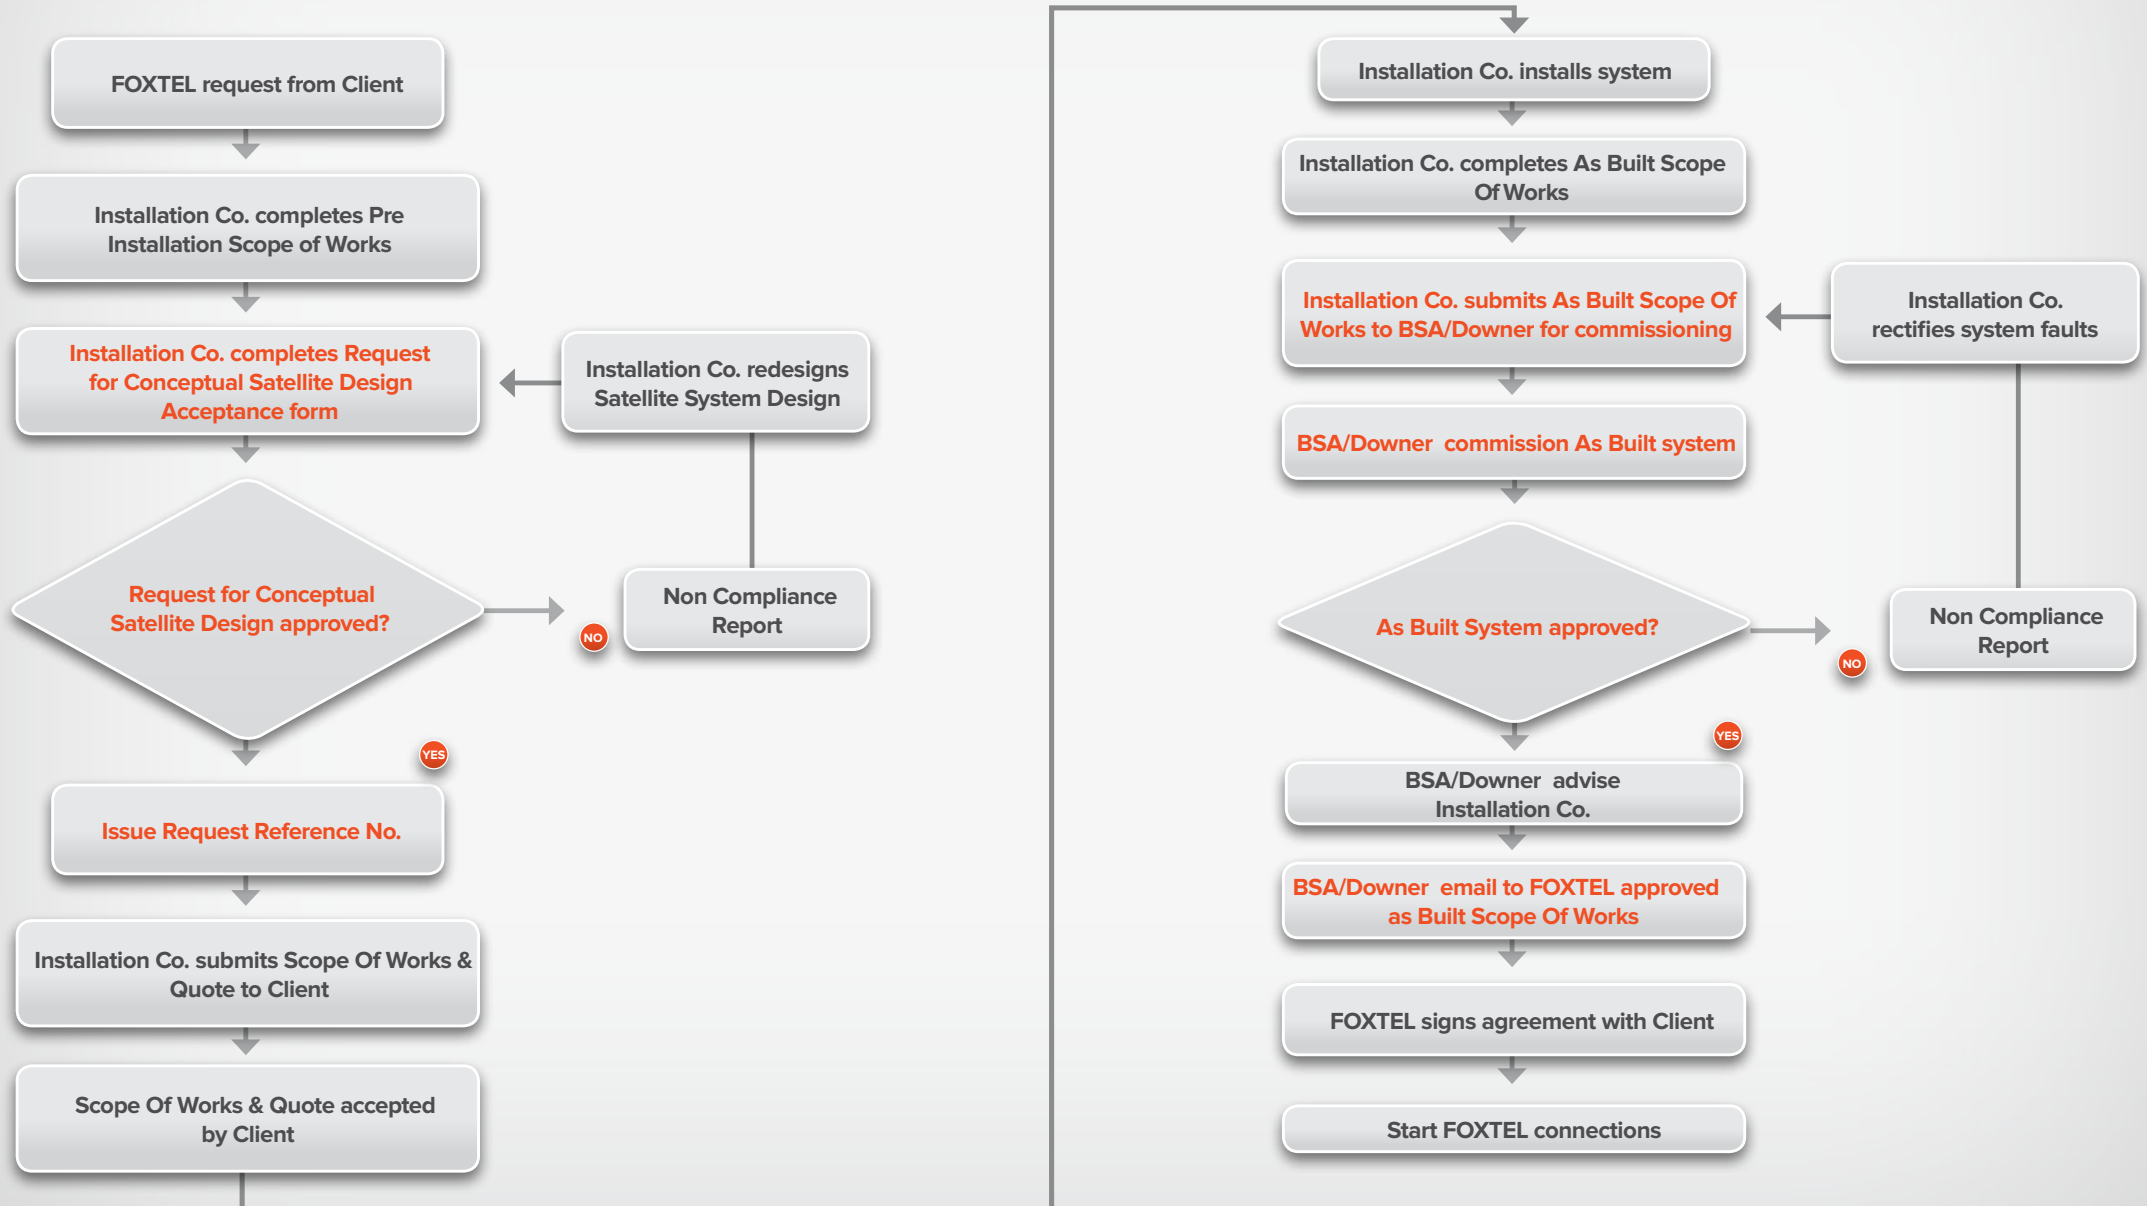 FOXTEL request from Client
Installation Co. completes Pre
Installation Scope of Works
Installation Co. completes Request
for Conceptual Satellite Design
Acceptance form
Installation Co. redesigns
Satellite System Design
Request for Conceptual
Satellite Design approved?
NO
Non Compliance
Report
YES
Issue Request Reference No.
Installation Co. submits Scope Of Works &
Quote to Client
Scope Of Works & Quote accepted
by Client
Installation Co. installs system
Installation Co. completes As Built Scope
Of Works
Installation Co. submits As Built Scope Of
Works to BSA/Downer for commissioning
Installation Co.
rectifies system faults
BSA/Downer commission As Built system
As Built System approved?
NO
Non Compliance
Report
YES
BSA/Downer advise
Installation Co.
BSA/Downer email to FOXTEL approved
as Built Scope Of Works
FOXTEL signs agreement with Client
Start FOXTEL connections